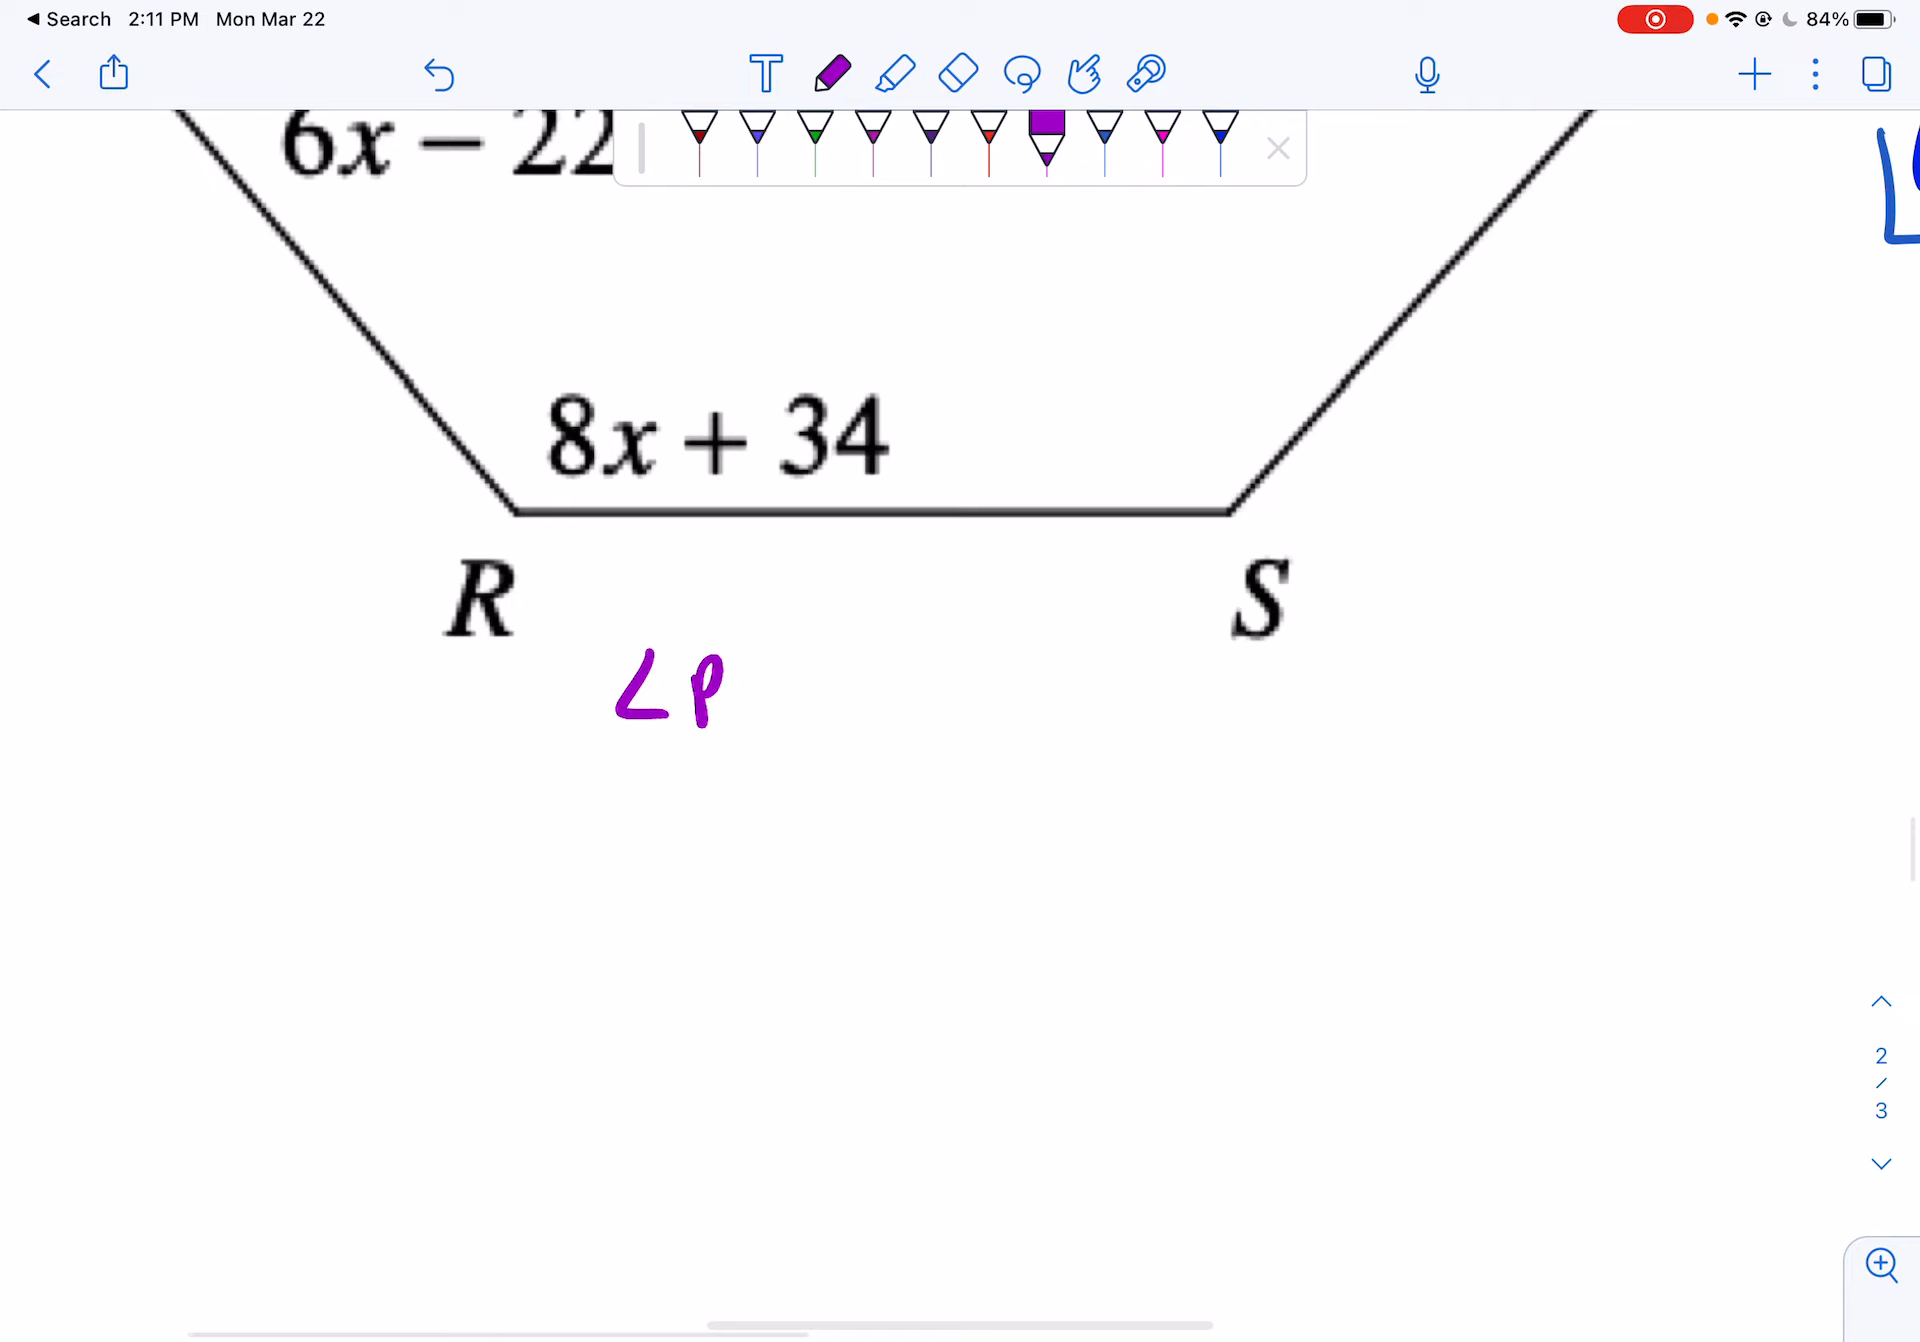 ◀ Search 2:11 PM Mon Mar 22 84%
T
6x − 22
8x + 34
R S
∠P
2
/
3